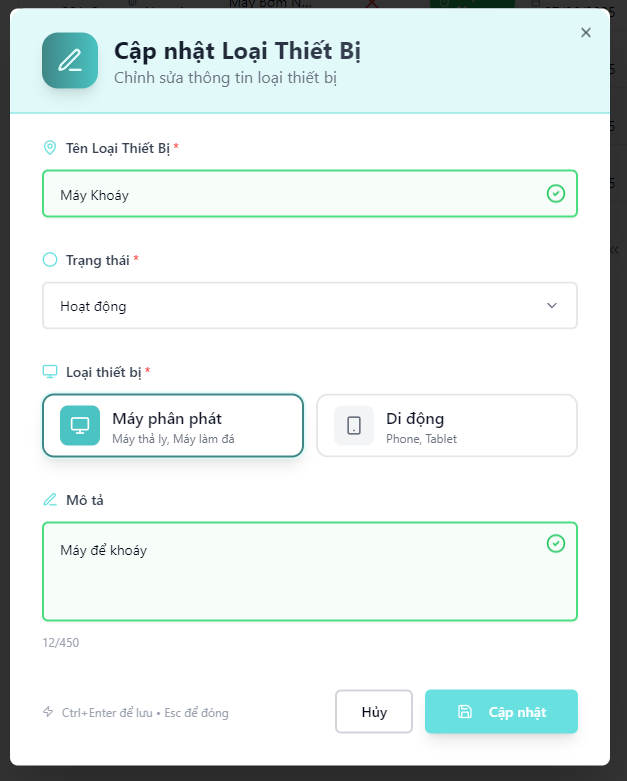 Cập nhật Loại Thiết Bị
Chỉnh sửa thông tin loại thiết bị
Tên Loại Thiết Bị *
Máy Khoáy
Trạng thái *
Hoạt động
Loại thiết bị *
Máy phân phát
Máy thả ly, Máy làm đá
Di động
Phone, Tablet
Mô tả
Máy để khoáy
12/450
Ctrl+Enter để lưu • Esc để đóng
Hủy
Cập nhật